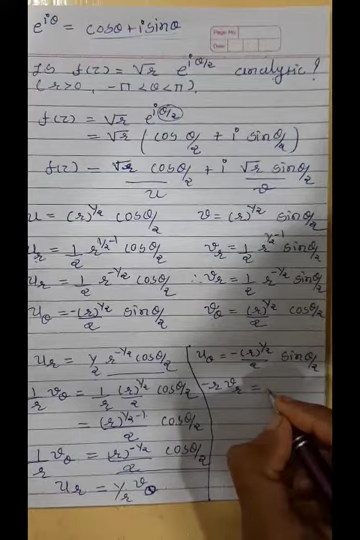 e^{iθ} = cosθ + i sinθ
Page No
Date:
Is f(z) = √r e^{iθ/2} analytic?
(r>0, -π<θ<π).
f(z) = √r e^{iθ/2}
= √r (cos θ/2 + i sin θ/2)
f(z) = √r cos θ/2 + i √r sin θ/2
u v
u = (r)^{1/2} cos θ/2 v = (r)^{1/2} sin θ/2
u_r = 1/2 r^{1/2-1} cos θ/2 v_r = 1/2 r^{1/2-1} sin θ/2
u_r = 1/2 r^{-1/2} cos θ/2 ∴ v_r = 1/2 r^{-1/2} sin θ/2
u_θ = -(r)^{1/2}/2 sin θ/2 v_θ = (r)^{1/2}/2 cos θ/2
u_r = 1/2 r^{-1/2} cos θ/2
1/r v_θ = 1/r (r)^{1/2}/2 cos θ/2
= (r)^{1/2-1}/2 cos θ/2
1/r v_θ = (r)^{-1/2}/2 cos θ/2
u_r = 1/r v_θ
u_θ = -(r)^{1/2}/2 sin θ/2
-r v_r =